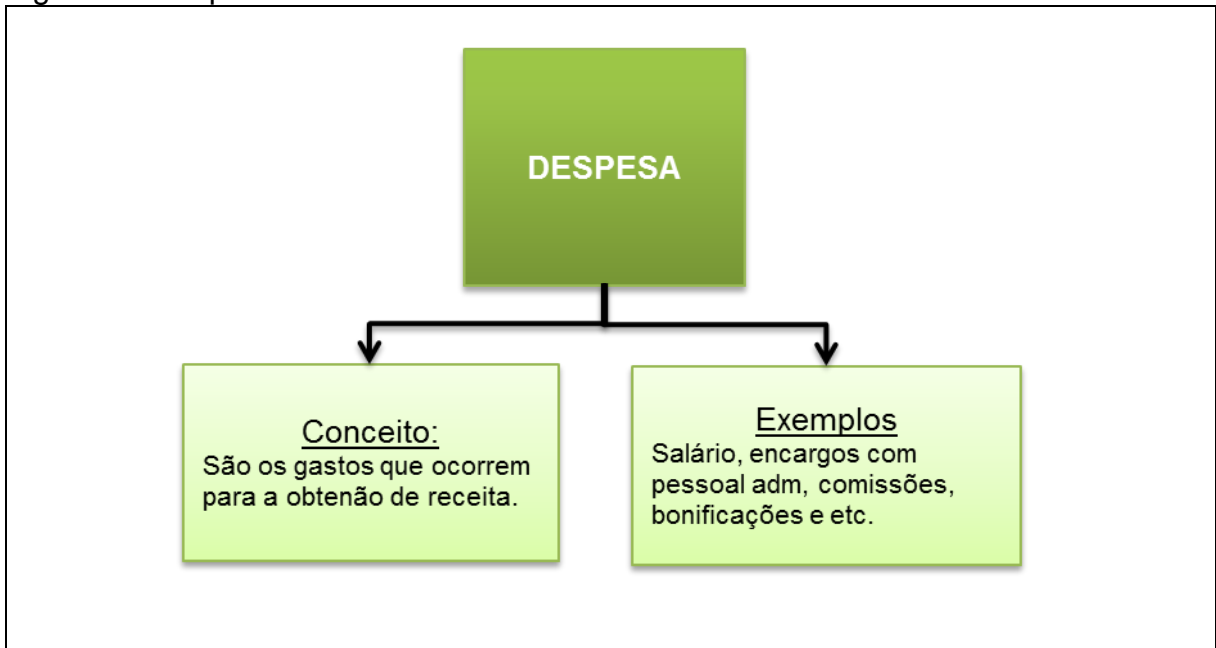 DESPESA
Conceito:
São os gastos que ocorrem
para a obtenão de receita.
Exemplos
Salário, encargos com
pessoal adm, comissões,
bonificações e etc.